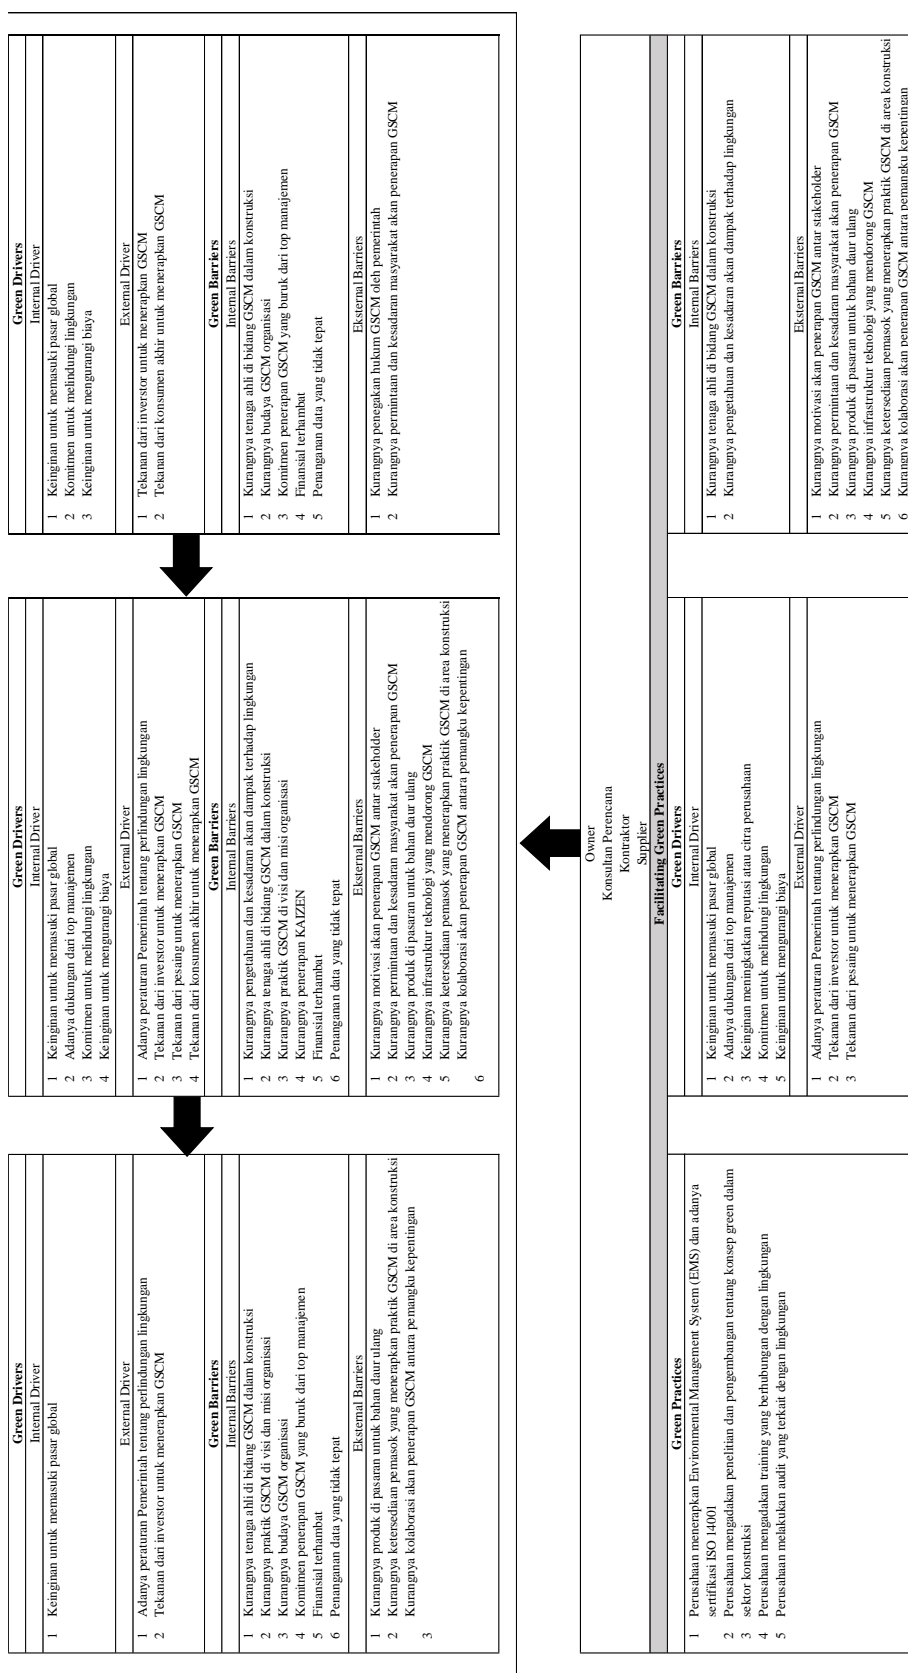 Green Drivers
Internal Driver
1 Keinginan untuk memasuki pasar global
External Driver
1 Adanya peraturan Pemerintah tentang perlindungan lingkungan
2 Tekanan dari inverstor untuk menerapkan GSCM
Green Barriers
Internal Barriers
1 Kurangnya tenaga ahli di bidang GSCM dalam konstruksi
2 Kurangnya praktik GSCM di visi dan misi organisasi
3 Kurangnya budaya GSCM organisasi
4 Komitmen penerapan GSCM yang buruk dari top manajemen
5 Finansial terhambat
6 Penanganan data yang tidak tepat
Eksternal Barriers
1 Kurangnya produk di pasaran untuk bahan daur ulang
2 Kurangnya ketersediaan pemasok yang menerapkan praktik GSCM di area konstruksi
3 Kurangnya kolaborasi akan penerapan GSCM antara pemangku kepentingan
Green Drivers
Internal Driver
1 Keinginan untuk memasuki pasar global
2 Adanya dukungan dari top manajemen
3 Komitmen untuk melindungi lingkungan
4 Keinginan untuk mengurangi biaya
External Driver
1 Adanya peraturan Pemerintah tentang perlindungan lingkungan
2 Tekanan dari inverstor untuk menerapkan GSCM
3 Tekanan dari pesaing untuk menerapkan GSCM
4 Tekanan dari konsumen akhir untuk menerapkan GSCM
Green Barriers
Internal Barriers
1 Kurangnya pengetahuan dan kesadaran akan dampak terhadap lingkungan
2 Kurangnya tenaga ahli di bidang GSCM dalam konstruksi
3 Kurangnya praktik GSCM di visi dan misi organisasi
4 Kurangnya penerapan KAIZEN
5 Finansial terhambat
6 Penanganan data yang tidak tepat
Eksternal Barriers
1 Kurangnya motivasi akan penerapan GSCM antar stakeholder
2 Kurangnya permintaan dan kesadaran masyarakat akan penerapan GSCM
3 Kurangnya produk di pasaran untuk bahan daur ulang
4 Kurangnya infrastruktur teknologi yang mendorong GSCM
5 Kurangnya ketersediaan pemasok yang menerapkan praktik GSCM di area konstruksi
6 Kurangnya kolaborasi akan penerapan GSCM antara pemangku kepentingan
Green Drivers
Internal Driver
1 Keinginan untuk memasuki pasar global
2 Komitmen untuk melindungi lingkungan
3 Keinginan untuk mengurangi biaya
External Driver
1 Tekanan dari inverstor untuk menerapkan GSCM
2 Tekanan dari konsumen akhir untuk menerapkan GSCM
Green Barriers
Internal Barriers
1 Kurangnya tenaga ahli di bidang GSCM dalam konstruksi
2 Kurangnya budaya GSCM organisasi
3 Komitmen penerapan GSCM yang buruk dari top manajemen
4 Finansial terhambat
5 Penanganan data yang tidak tepat
Eksternal Barriers
1 Kurangnya penegakan hukum GSCM oleh pemerintah
2 Kurangnya permintaan dan kesadaran masyarakat akan penerapan GSCM
Owner
Konsultan Perencana
Kontraktor
Supplier
Facilitating Green Practices
Green Practices
1 Perusahaan menerapkan Environmental Management System (EMS) dan adanya
sertifikasi ISO 14001
2 Perusahaan mengadakan penelitian dan pengembangan tentang konsep green dalam
3 sektor konstruksi
4 Perusahaan mengadakan training yang berhubungan dengan lingkungan
5 Perusahaan melakukan audit yang terkait dengan lingkungan
Green Drivers
Internal Driver
1 Keinginan untuk memasuki pasar global
2 Adanya dukungan dari top manajemen
3 Keinginan meningkatkan reputasi atau citra perusahaan
4 Komitmen untuk melindungi lingkungan
5 Keinginan untuk mengurangi biaya
External Driver
1 Adanya peraturan Pemerintah tentang perlindungan lingkungan
2 Tekanan dari inverstor untuk menerapkan GSCM
3 Tekanan dari pesaing untuk menerapkan GSCM
Green Barriers
Internal Barriers
1 Kurangnya tenaga ahli di bidang GSCM dalam konstruksi
2 Kurangnya pengetahuan dan kesadaran akan dampak terhadap lingkungan
Eksternal Barriers
1 Kurangnya motivasi akan penerapan GSCM antar stakeholder
2 Kurangnya permintaan dan kesadaran masyarakat akan penerapan GSCM
3 Kurangnya produk di pasaran untuk bahan daur ulang
4 Kurangnya infrastruktur teknologi yang mendorong GSCM
5 Kurangnya ketersediaan pemasok yang menerapkan praktik GSCM di area konstruksi
6 Kurangnya kolaborasi akan penerapan GSCM antara pemangku kepentingan